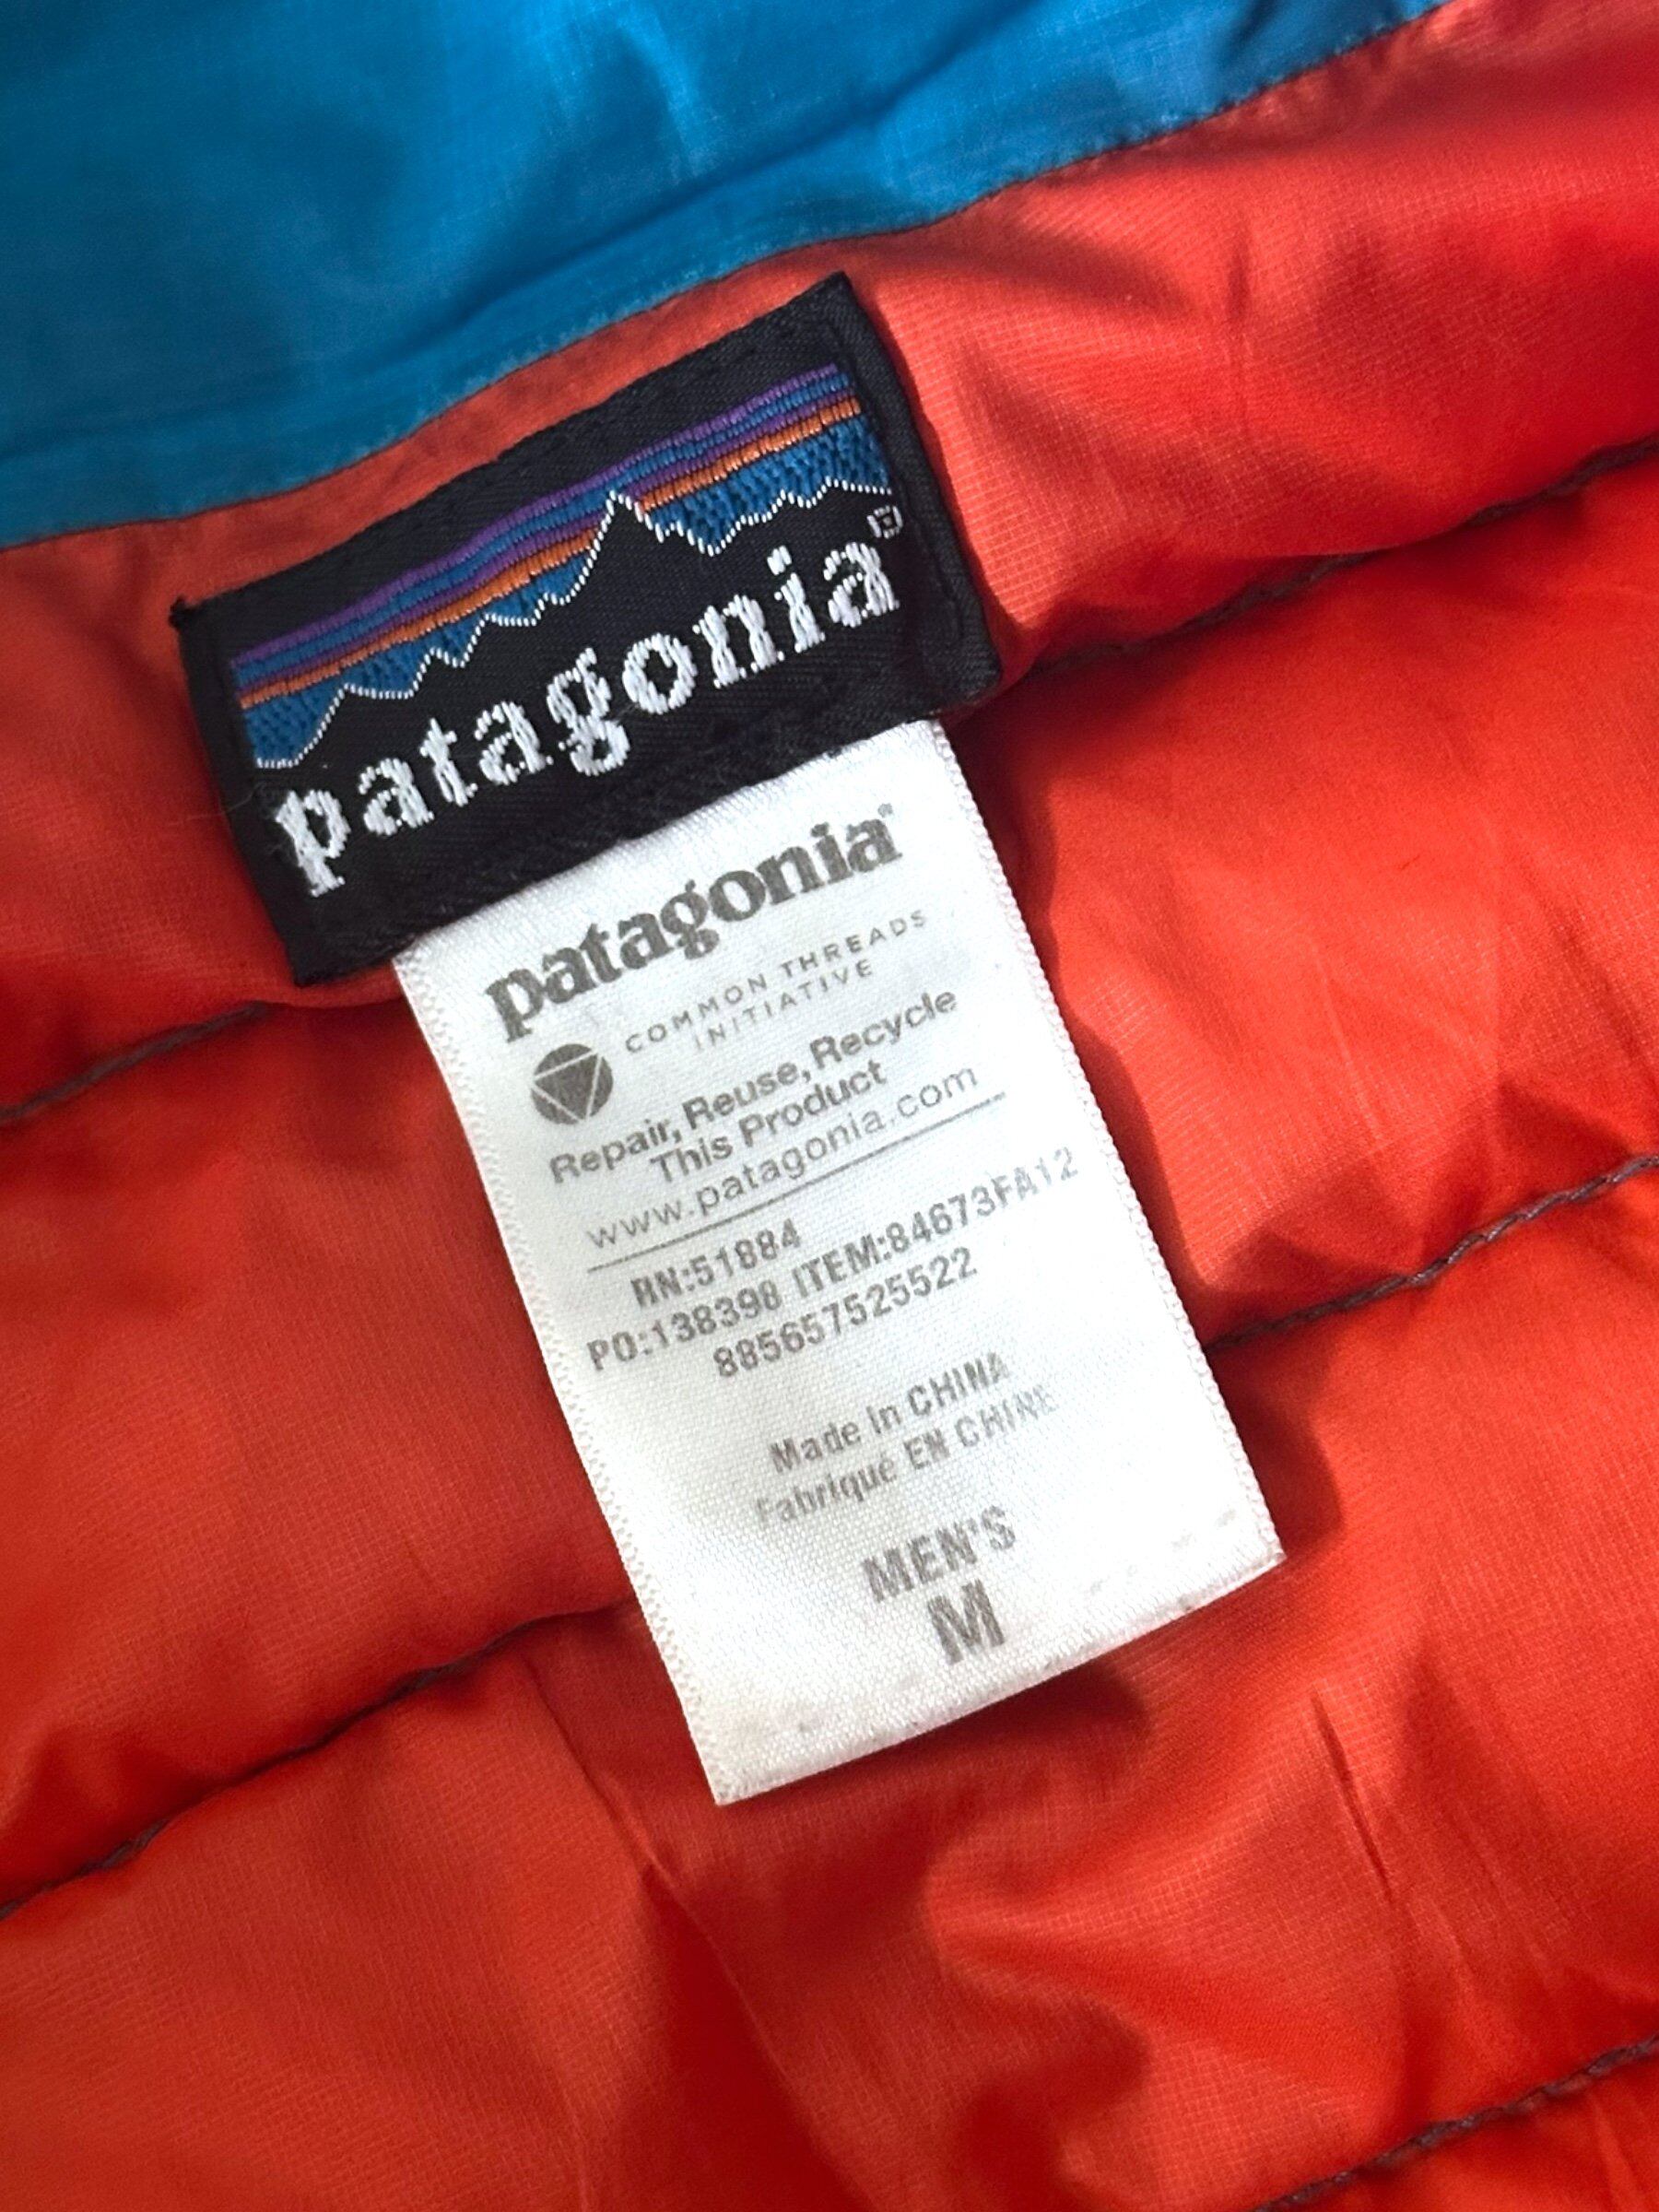 patagonia®
patagonia®
COMMON THREADS
INITIATIVE
Repair, Reuse, Recycle
This Product
www.patagonia.com
RN:51884
PO:138398 ITEM:84673FA12
885657525522
Made in CHINA
Fabriqué EN CHINE
MEN'S
M